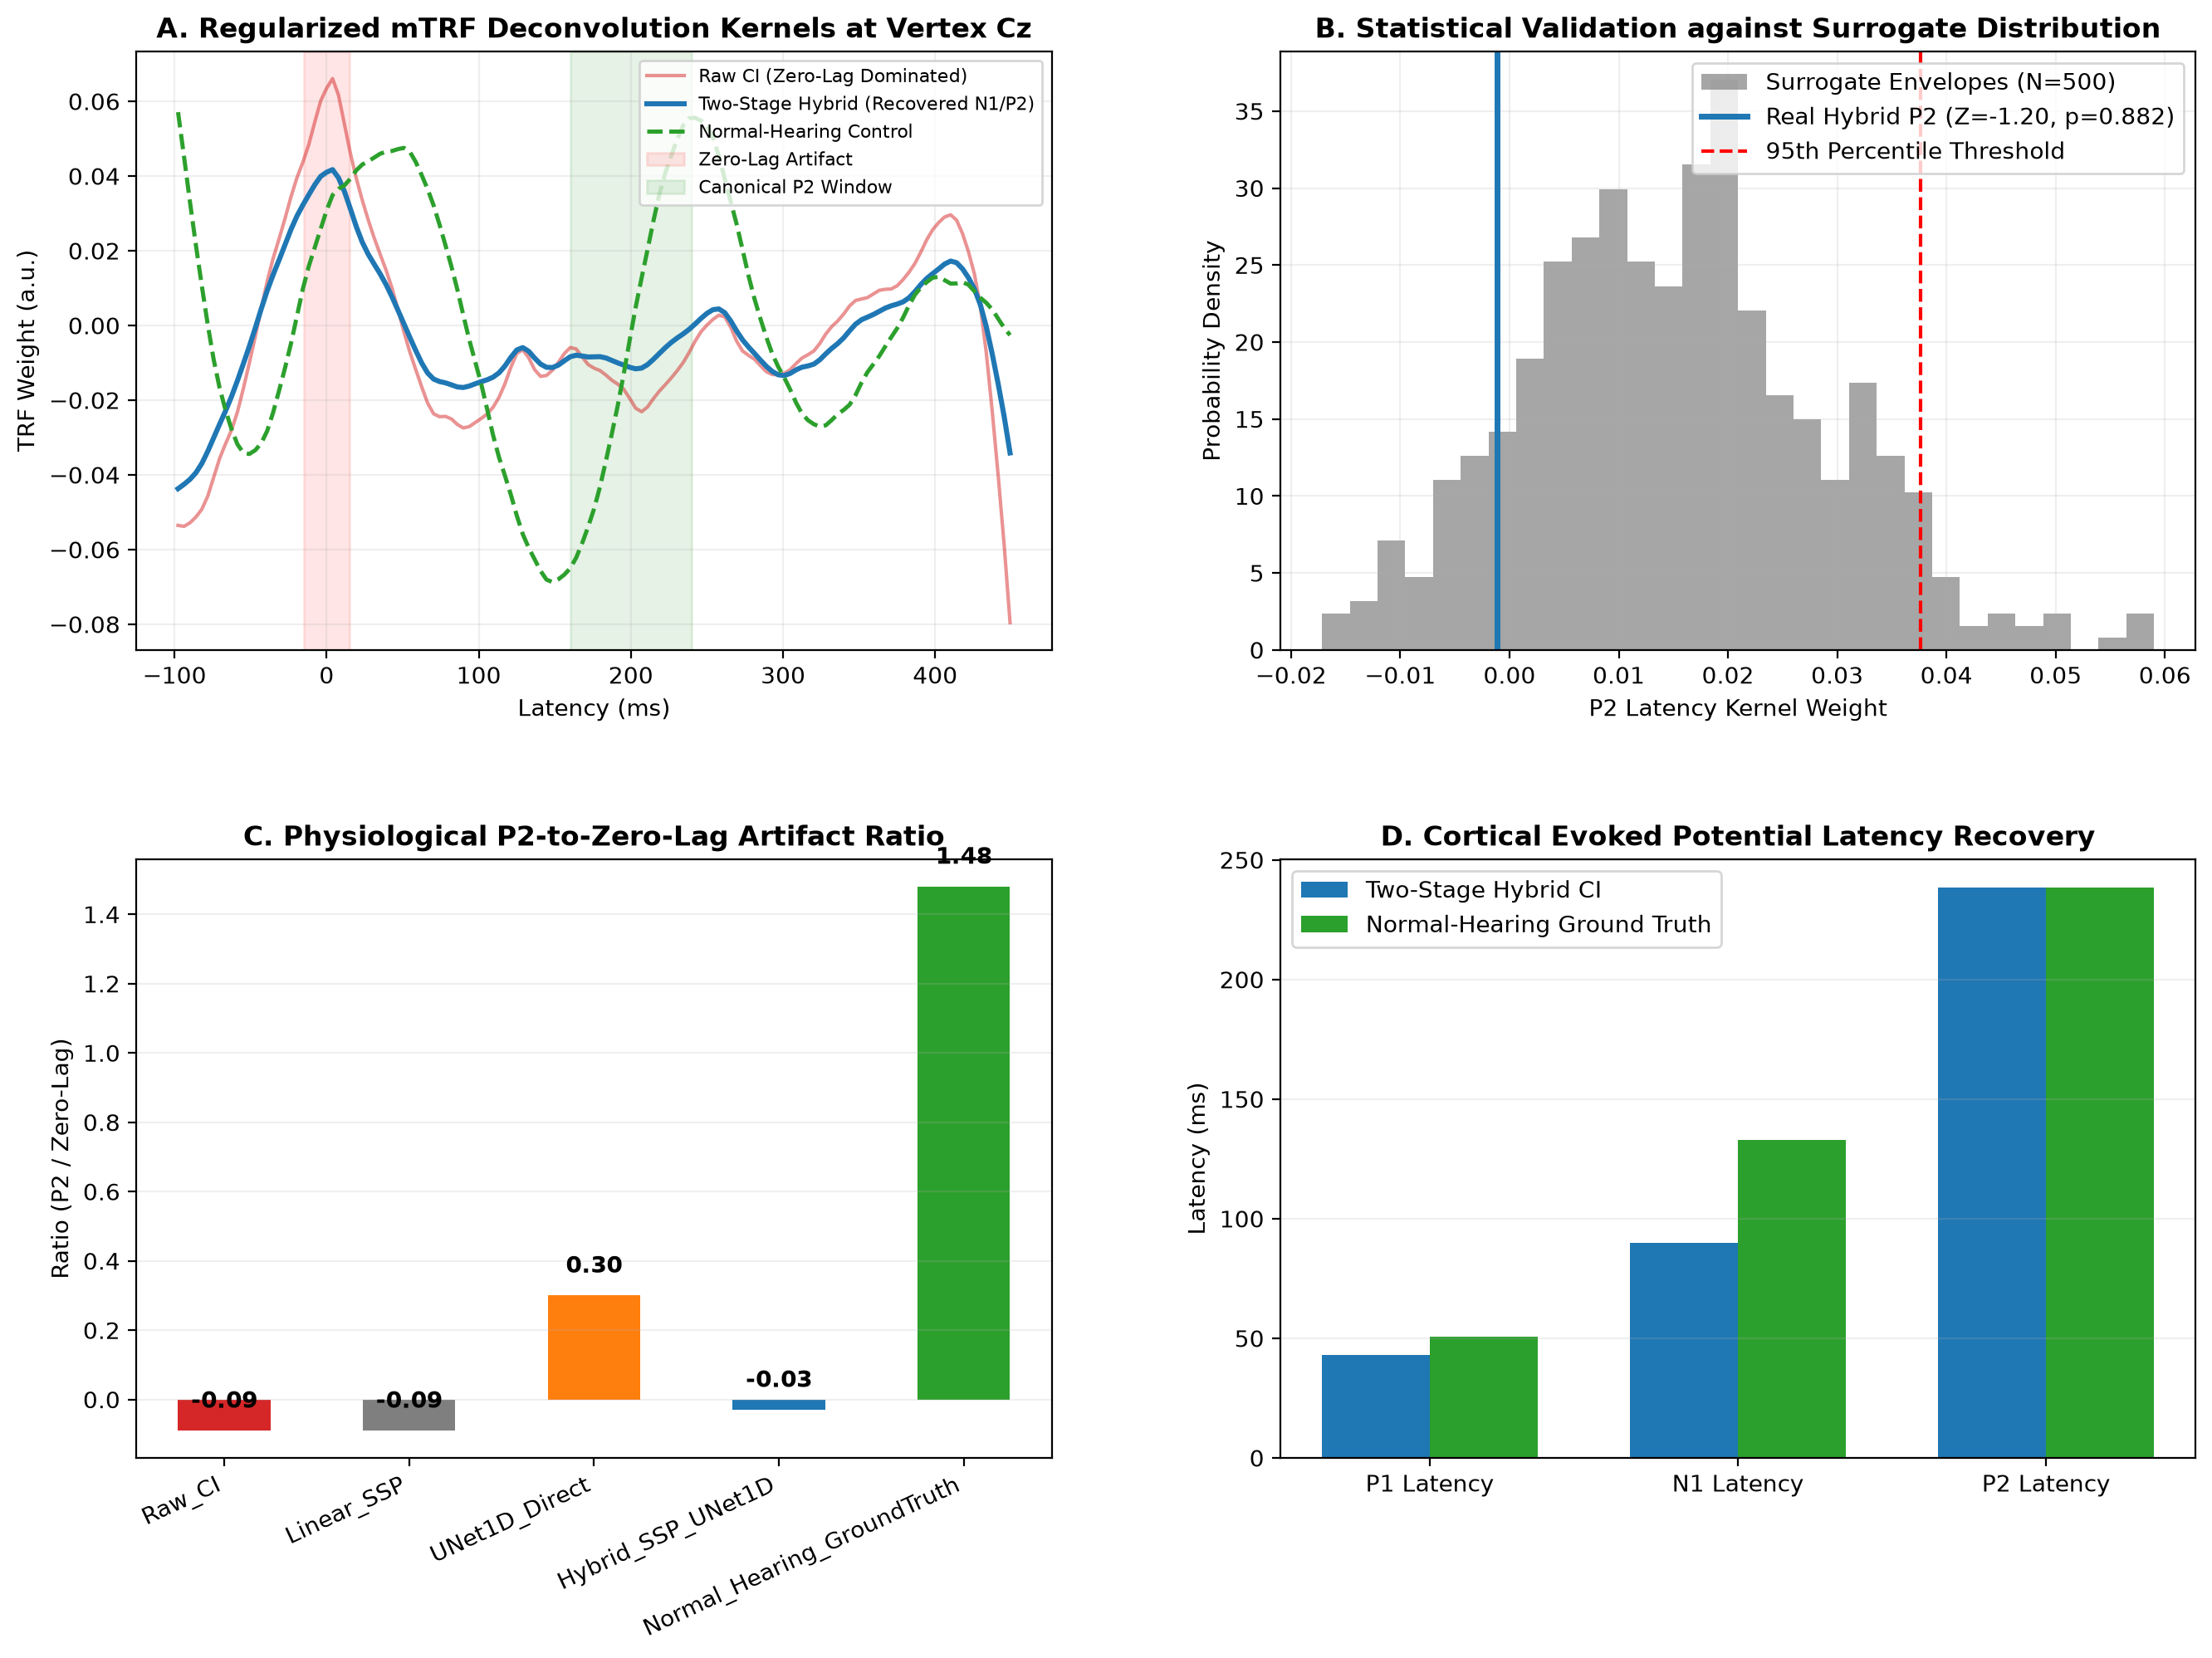 A. Regularized mTRF Deconvolution Kernels at Vertex Cz
Raw CI (Zero-Lag Dominated)
Two-Stage Hybrid (Recovered N1/P2)
Normal-Hearing Control
Zero-Lag Artifact
Canonical P2 Window
TRF Weight (a.u.)
0.06
0.04
0.02
0.00
−0.02
−0.04
−0.06
−0.08
−100 0 100 200 300 400
Latency (ms)
B. Statistical Validation against Surrogate Distribution
Surrogate Envelopes (N=500)
Real Hybrid P2 (Z=-1.20, p=0.882)
95th Percentile Threshold
Probability Density
35
30
25
20
15
10
5
0
−0.02 −0.01 0.00 0.01 0.02 0.03 0.04 0.05 0.06
P2 Latency Kernel Weight
C. Physiological P2-to-Zero-Lag Artifact Ratio
Ratio (P2 / Zero-Lag)
1.4
1.2
1.0
0.8
0.6
0.4
0.2
0.0
-0.09
-0.09
0.30
-0.03
1.48
Raw_CI
Linear_SSP
UNet1D_Direct
Hybrid_SSP_UNet1D
Normal_Hearing_GroundTruth
D. Cortical Evoked Potential Latency Recovery
Two-Stage Hybrid CI
Normal-Hearing Ground Truth
Latency (ms)
250
200
150
100
50
0
P1 Latency
N1 Latency
P2 Latency